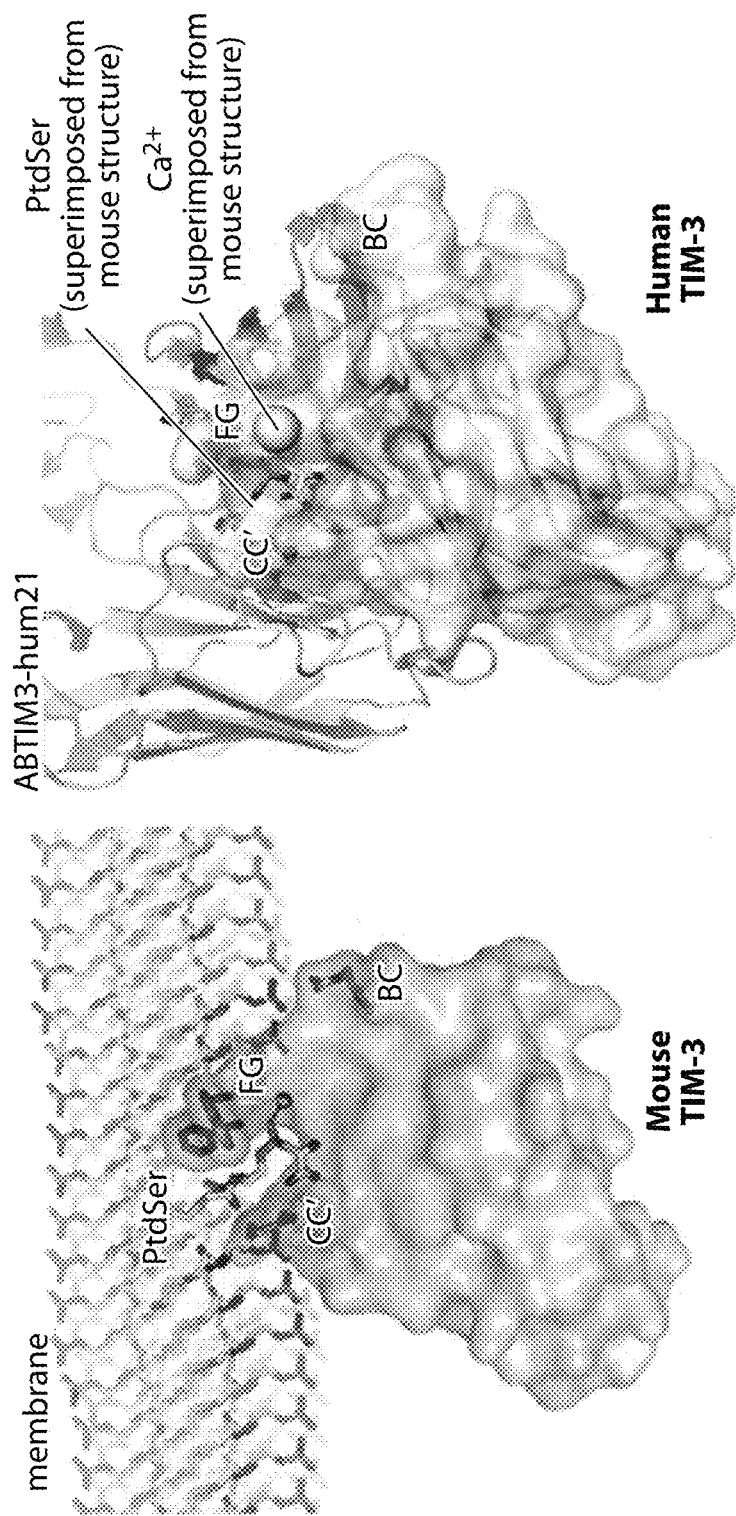 membrane
PtdSer
FG
CC′
BC
Mouse
TIM-3
ABTIM3-hum21
PtdSer
(superimposed from
mouse structure)
Ca2+
(superimposed from
mouse structure)
FG
CC′
BC
Human
TIM-3